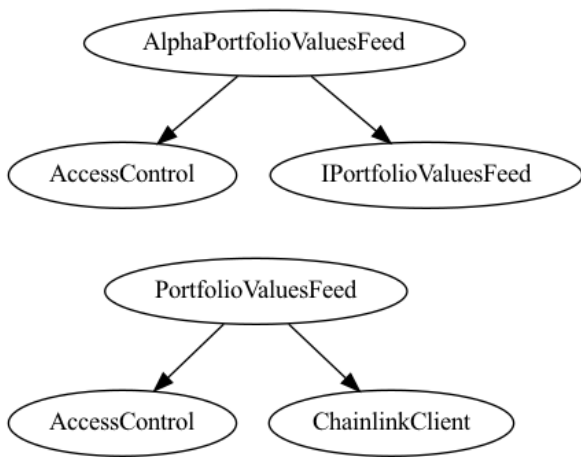 AlphaPortfolioValuesFeed
AccessControl
IPortfolioValuesFeed
PortfolioValuesFeed
AccessControl
ChainlinkClient